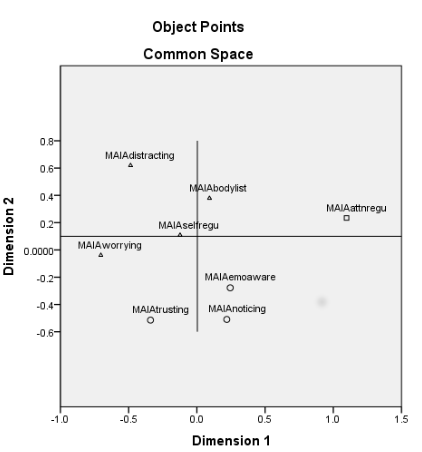 Object Points
Common Space
0.8
MAIAdistracting
0.6
MAIAbodylist
0.4
MAIAattnregu
0.2
MAIAselfregu
MAIAworrying
0.0000
MAIAemoaware
-0.2
-0.4
MAIAtrusting
MAIAnoticing
-0.6
Dimension 2
-1.0
-0.5
0.0
0.5
1.0
1.5
Dimension 1